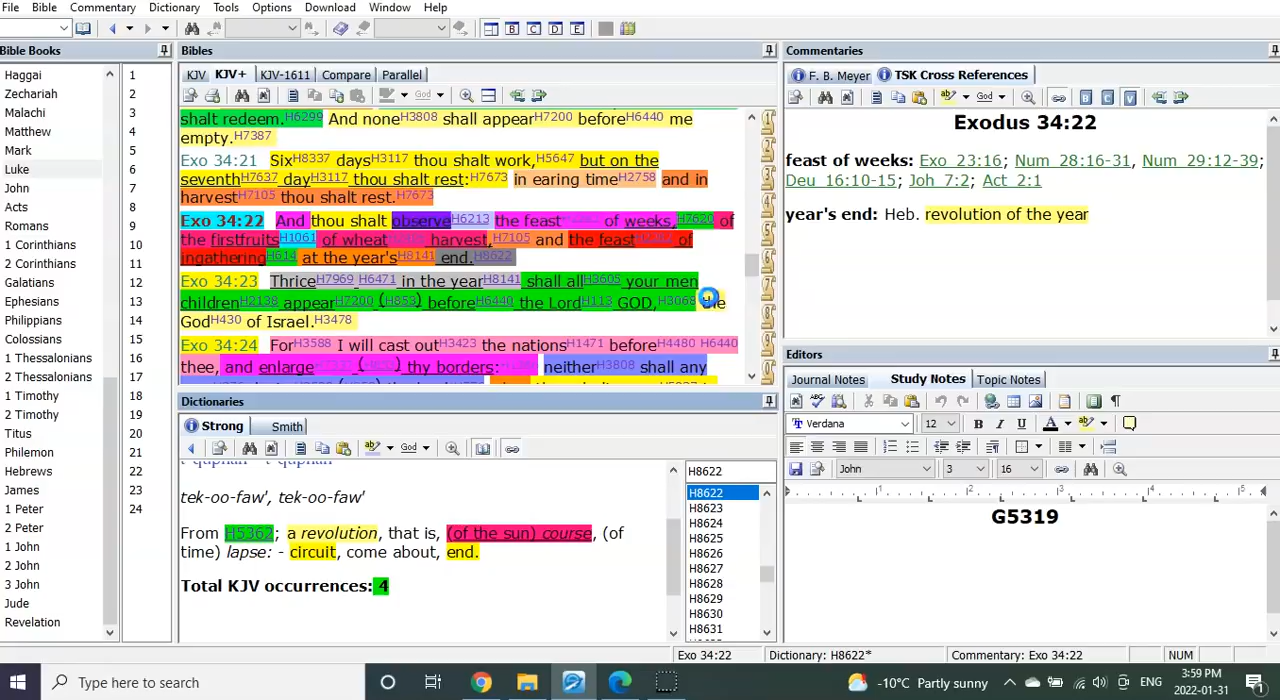 File Bible Commentary Dictionary Tools Options Download Window Help
Bible Books
Haggai
Zechariah
Malachi
Matthew
Mark
Luke
John
Acts
Romans
1 Corinthians
2 Corinthians
Galatians
Ephesians
Philippians
Colossians
1 Thessalonians
2 Thessalonians
1 Timothy
2 Timothy
Titus
Philemon
Hebrews
James
1 Peter
2 Peter
1 John
2 John
3 John
Jude
Revelation
1
2
3
4
5
6
7
8
9
10
11
12
13
14
15
16
17
18
19
20
21
22
23
24
Bibles
KJV KJV+ KJV-1611 Compare Parallel
shalt redeem.H6299 And noneH3808 shall appearH7200 beforeH6440 me
empty.H7387
Exo 34:21 SixH8337 daysH3117 thou shalt work,H5647 but on the
seventhH7637 dayH3117 thou shalt rest:H7673 in earing timeH2758 and in
harvestH7105 thou shalt rest.H7673
Exo 34:22 And thou shalt observeH6213 the feast of weeks,H7620 of
the firstfruitsH1061 of wheat harvest,H7105 and the feast of
ingatheringH614 at the year'sH8141 end.H8622
Exo 34:23 ThriceH7969, H6471 in the yearH8141 shall allH3605 your men
childrenH2138 appearH7200 (H853) beforeH6440 the LordH113 GOD,H3068 the
GodH430 of Israel.H3478
Exo 34:24 ForH3588 I will cast outH3423 the nationsH1471 beforeH4480 H6440
thee, and enlarge thy borders: neitherH3808 shall any
Dictionaries
Strong Smith
tek-oo-faw', tek-oo-faw'
From H5362; a revolution, that is, (of the sun) course, (of
time) lapse: - circuit, come about, end.
Total KJV occurrences: 4
H8622
H8622
H8623
H8624
H8625
H8626
H8627
H8628
H8629
H8630
H8631
Commentaries
F. B. Meyer TSK Cross References
Exodus 34:22
feast of weeks: Exo 23:16; Num 28:16-31, Num 29:12-39;
Deu 16:10-15; Joh 7:2; Act 2:1
year's end: Heb. revolution of the year
Editors
Journal Notes Study Notes Topic Notes
Verdana 12 B I U A
John 3 16
1 2 3 4 5
G5319
Exo 34:22 Dictionary: H8622* Commentary: Exo 34:22 NUM
Type here to search
-10°C Partly sunny ENG 3:59 PM
2022-01-31